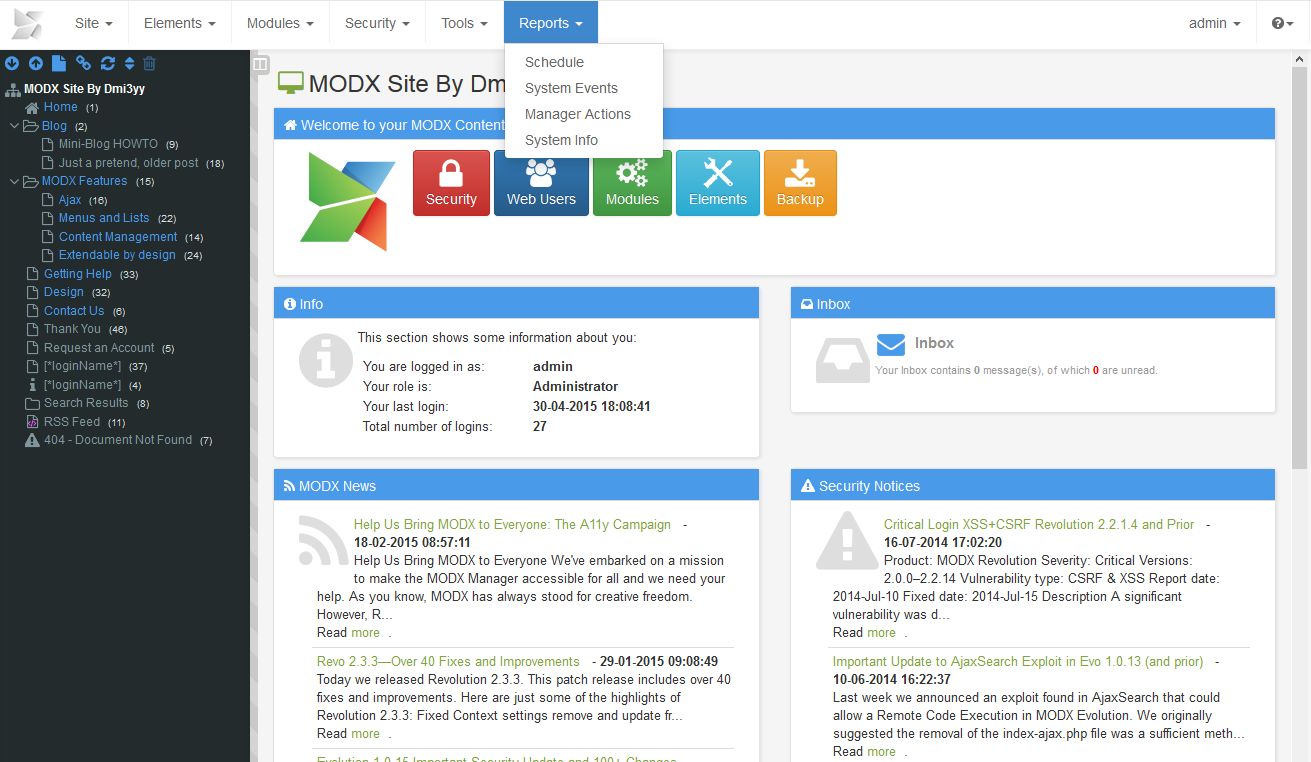 Site Elements Modules Security Tools Reports admin
Schedule
System Events
Manager Actions
System Info
MODX Site By Dmi3yy
Home (1)
Blog (2)
Mini-Blog HOWTO (9)
Just a pretend, older post (18)
MODX Features (15)
Ajax (16)
Menus and Lists (22)
Content Management (14)
Extendable by design (24)
Getting Help (33)
Design (32)
Contact Us (6)
Thank You (46)
Request an Account (5)
[*loginName*] (37)
[*loginName*] (4)
Search Results (8)
RSS Feed (11)
404 - Document Not Found (7)
MODX Site By Dm
Welcome to your MODX Content
Security Web Users Modules Elements Backup
Info
This section shows some information about you:
You are logged in as: admin
Your role is: Administrator
Your last login: 30-04-2015 18:08:41
Total number of logins: 27
Inbox
Inbox
Your Inbox contains 0 message(s), of which 0 are unread.
MODX News
Help Us Bring MODX to Everyone: The A11y Campaign -
18-02-2015 08:57:11
Help Us Bring MODX to Everyone We've embarked on a mission
to make the MODX Manager accessible for all and we need your
help. As you know, MODX has always stood for creative freedom.
However, R...
Read more .
Revo 2.3.3—Over 40 Fixes and Improvements - 29-01-2015 09:08:49
Today we released Revolution 2.3.3. This patch release includes over 40
fixes and improvements. Here are just some of the highlights of
Revolution 2.3.3: Fixed Context settings remove and update fr...
Read more .
Evolution 1.0.15 Important Security Update and 100+ Changes
Security Notices
Critical Login XSS+CSRF Revolution 2.2.1.4 and Prior -
16-07-2014 17:02:20
Product: MODX Revolution Severity: Critical Versions:
2.0.0–2.2.14 Vulnerability type: CSRF & XSS Report date:
2014-Jul-10 Fixed date: 2014-Jul-15 Description A significant
vulnerability was d...
Read more .
Important Update to AjaxSearch Exploit in Evo 1.0.13 (and prior) -
10-06-2014 16:22:37
Last week we announced an exploit found in AjaxSearch that could
allow a Remote Code Execution in MODX Evolution. We originally
suggested the removal of the index-ajax.php file was a sufficient meth...
Read more .